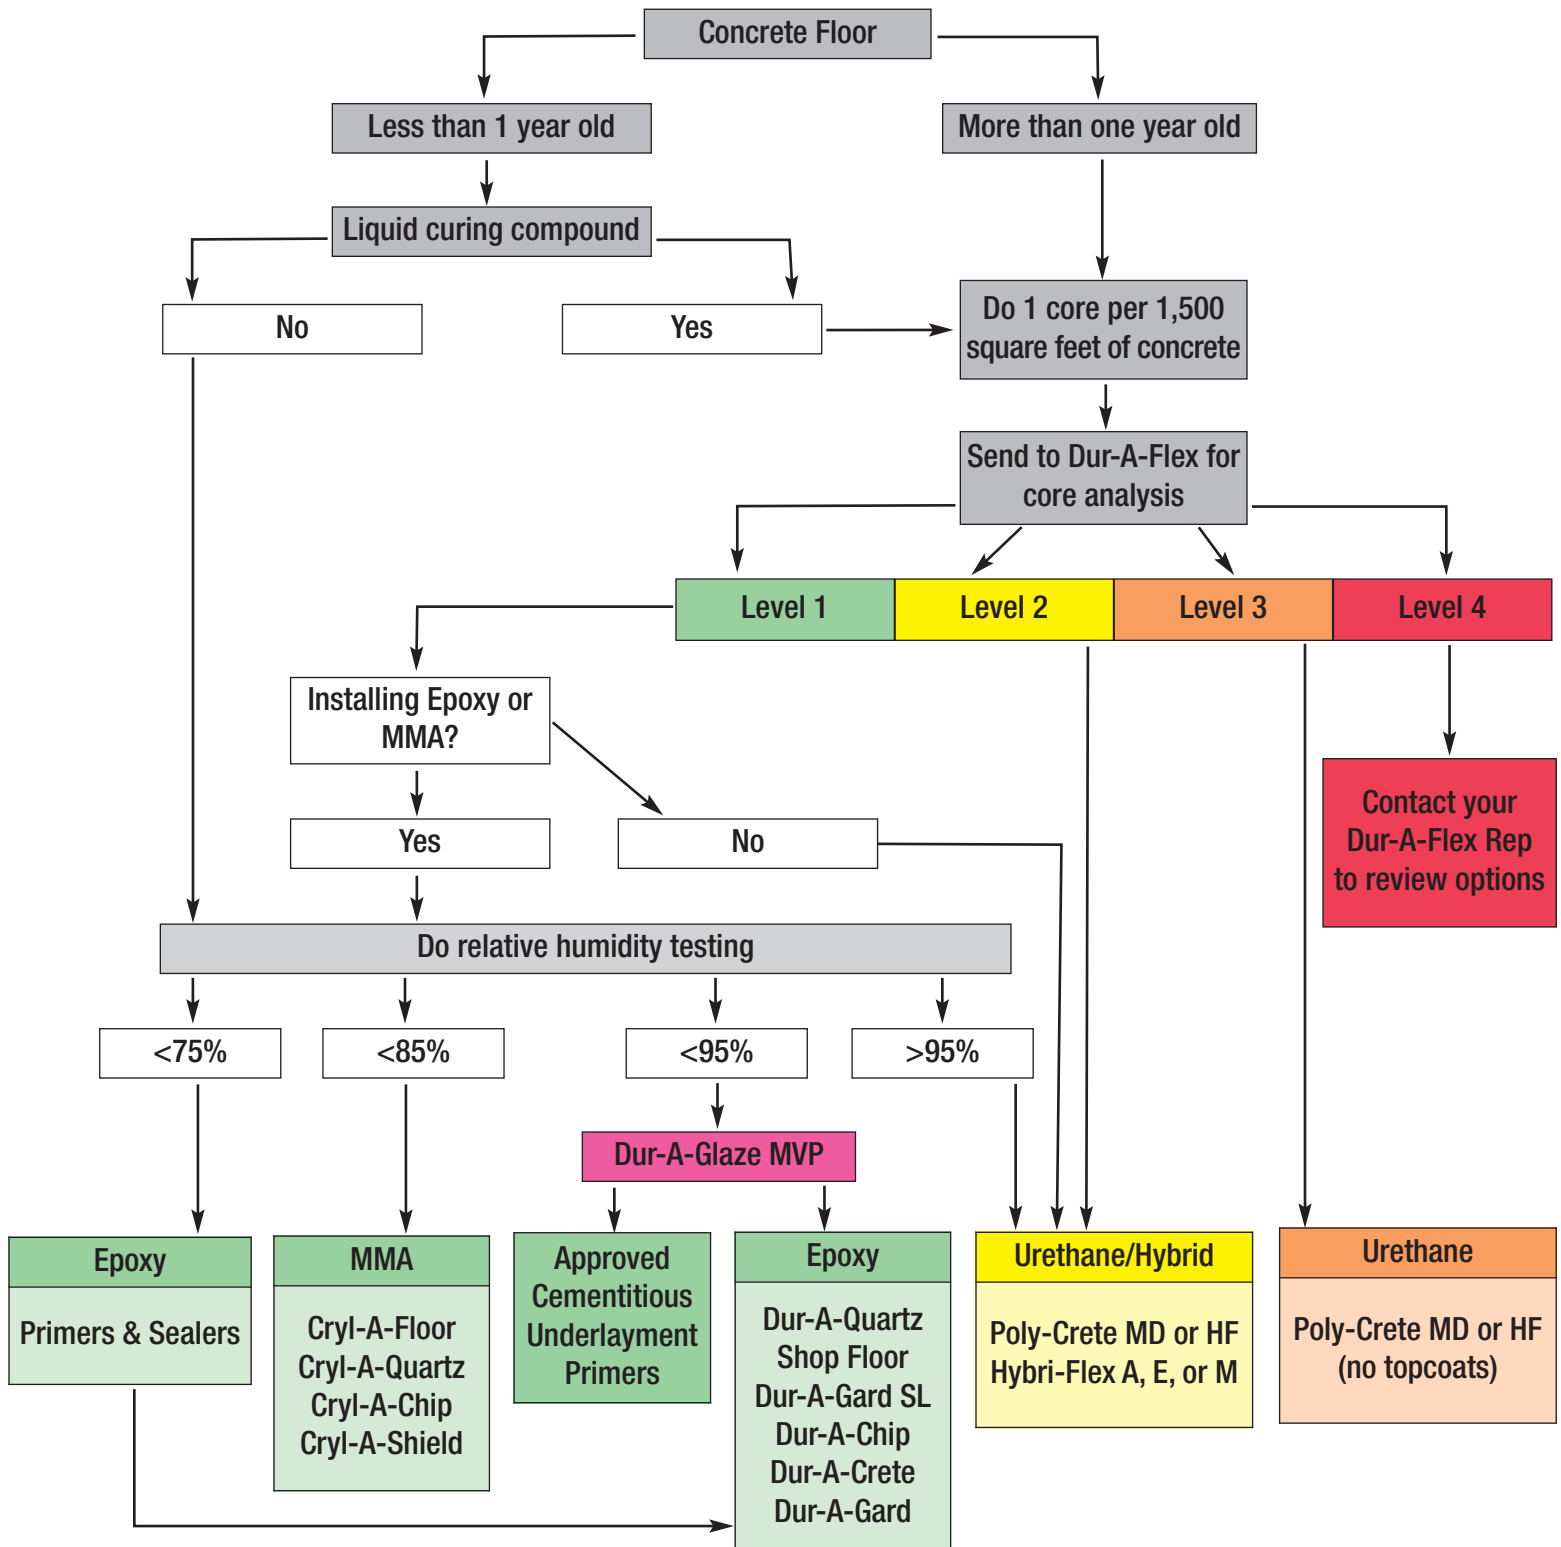 Concrete Floor
Less than 1 year old
More than one year old
Liquid curing compound
No
Yes
Do 1 core per 1,500
square feet of concrete
Send to Dur-A-Flex for
core analysis
Level 1
Level 2
Level 3
Level 4
Installing Epoxy or
MMA?
Yes
No
Contact your
Dur-A-Flex Rep
to review options
Do relative humidity testing
<75%
<85%
<95%
>95%
Dur-A-Glaze MVP
Epoxy
Primers & Sealers
MMA
Cryl-A-Floor
Cryl-A-Quartz
Cryl-A-Chip
Cryl-A-Shield
Approved
Cementitious
Underlayment
Primers
Epoxy
Dur-A-Quartz
Shop Floor
Dur-A-Gard SL
Dur-A-Chip
Dur-A-Crete
Dur-A-Gard
Urethane/Hybrid
Poly-Crete MD or HF
Hybri-Flex A, E, or M
Urethane
Poly-Crete MD or HF
(no topcoats)